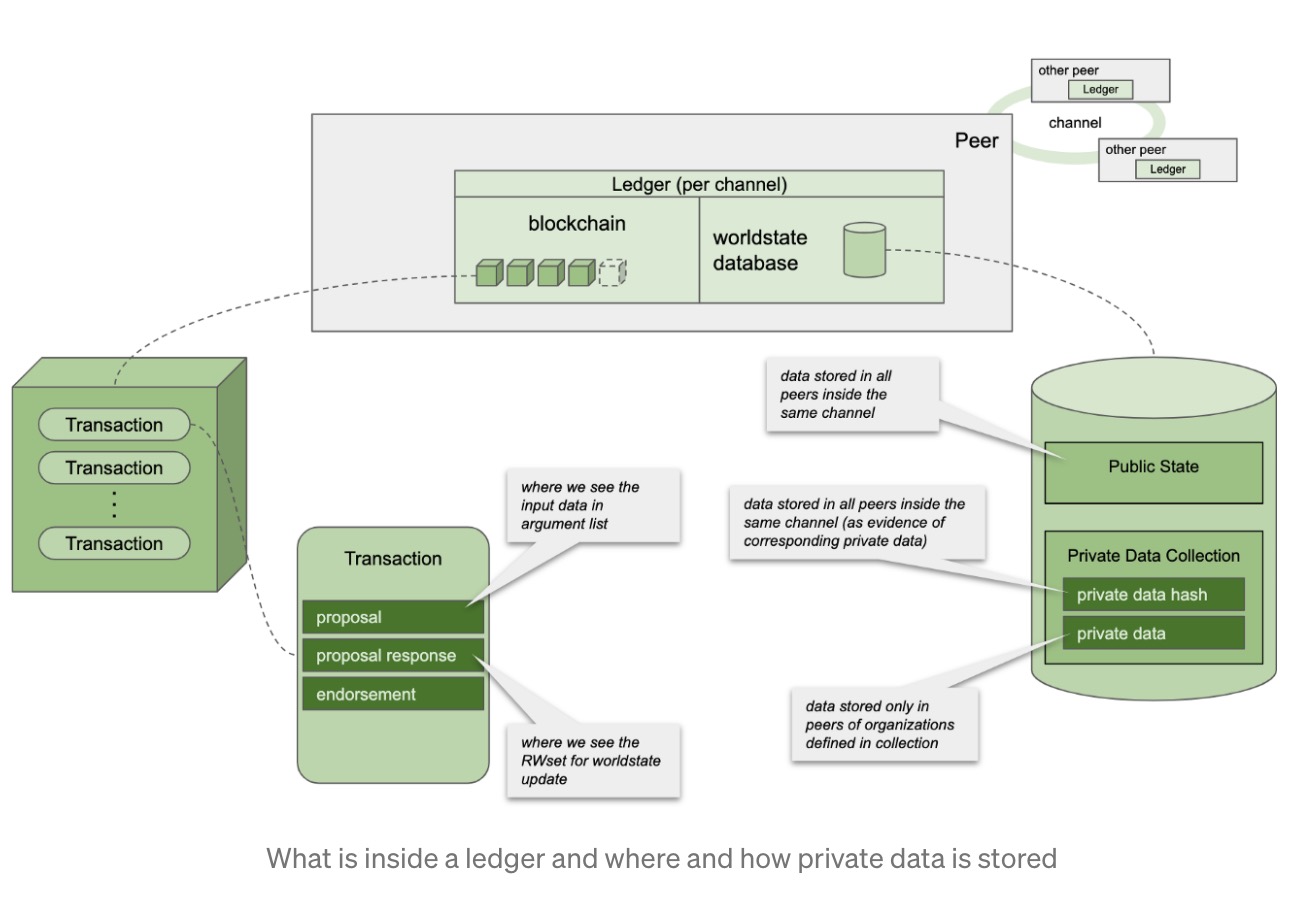 other peer
Ledger
channel
other peer
Ledger
Peer
Ledger (per channel)
blockchain
worldstate
database
Transaction
Transaction
Transaction
Transaction
proposal
proposal response
endorsement
where we see the
input data in
argument list
where we see the
RWset for worldstate
update
data stored in all
peers inside the
same channel
data stored in all peers inside the
same channel (as evidence of
corresponding private data)
data stored only in
peers of organizations
defined in collection
Public State
Private Data Collection
private data hash
private data
What is inside a ledger and where and how private data is stored